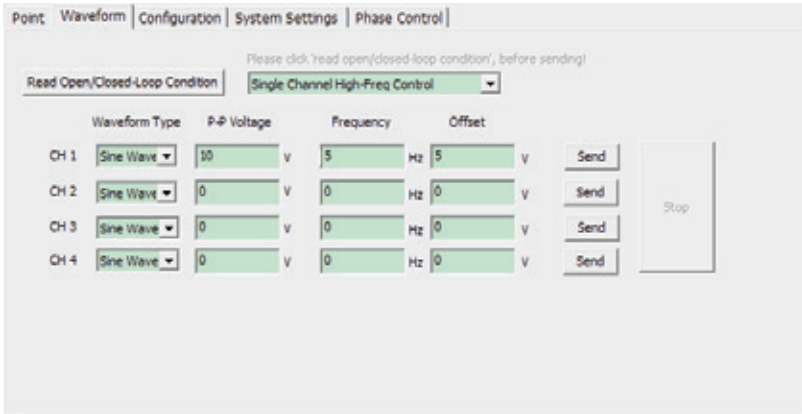 Point Waveform Configuration System Settings Phase Control
Please click 'read open/closed-loop condition', before sending!
Read Open/Closed-Loop Condition Single Channel High-Freq Control
Waveform Type P-P Voltage Frequency Offset
CH 1 Sine Wave 10 V 5 Hz 5 V Send
CH 2 Sine Wave 0 V 0 Hz 0 V Send
Stop
CH 3 Sine Wave 0 V 0 Hz 0 V Send
CH 4 Sine Wave 0 V 0 Hz 0 V Send